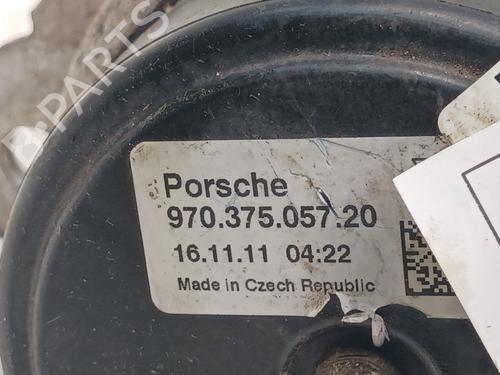 B-PARTS
Porsche
970.375.057.20
16.11.11 04:22
Made in Czech Republic